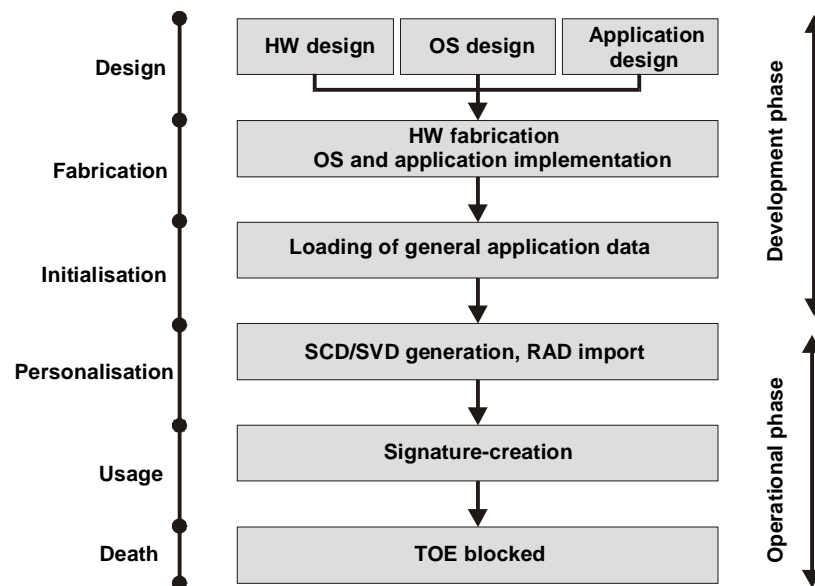 Design
HW design
OS design
Application
design
Development phase
Fabrication
HW fabrication
OS and application implementation
Initialisation
Loading of general application data
Personalisation
SCD/SVD generation, RAD import
Operational phase
Usage
Signature-creation
Death
TOE blocked